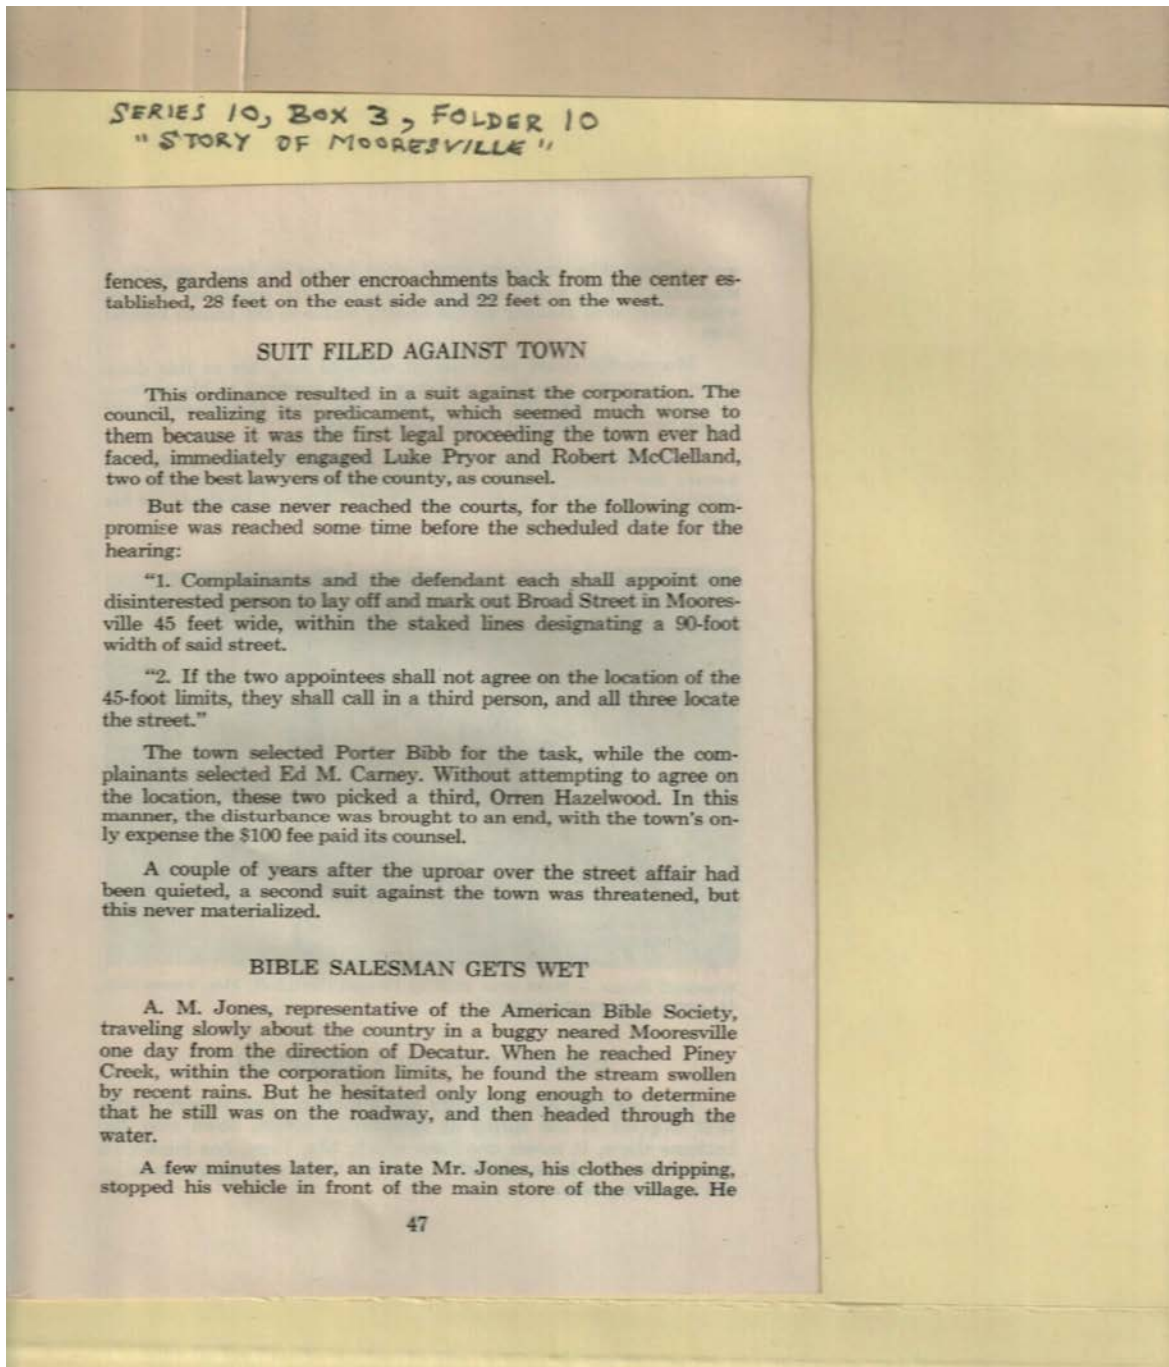 SERIES 10, BOX 3, FOLDER 10
"STORY OF MOORESVILLE"
fences, gardens and other encroachments back from the center es-
tablished, 28 feet on the east side and 22 feet on the west.
SUIT FILED AGAINST TOWN
This ordinance resulted in a suit against the corporation. The
council, realizing its predicament, which seemed much worse to
them because it was the first legal proceeding the town ever had
faced, immediately engaged Luke Pryor and Robert McClelland,
two of the best lawyers of the county, as counsel.
But the case never reached the courts, for the following com-
promise was reached some time before the scheduled date for the
hearing:
“1. Complainants and the defendant each shall appoint one
disinterested person to lay off and mark out Broad Street in Moores-
ville 45 feet wide, within the staked lines designating a 90-foot
width of said street.
“2. If the two appointees shall not agree on the location of the
45-foot limits, they shall call in a third person, and all three locate
the street.”
The town selected Porter Bibb for the task, while the com-
plainants selected Ed M. Carney. Without attempting to agree on
the location, these two picked a third, Orren Hazelwood. In this
manner, the disturbance was brought to an end, with the town's on-
ly expense the $100 fee paid its counsel.
A couple of years after the uproar over the street affair had
been quieted, a second suit against the town was threatened, but
this never materialized.
BIBLE SALESMAN GETS WET
A. M. Jones, representative of the American Bible Society,
traveling slowly about the country in a buggy neared Mooresville
one day from the direction of Decatur. When he reached Piney
Creek, within the corporation limits, he found the stream swollen
by recent rains. But he hesitated only long enough to determine
that he still was on the roadway, and then headed through the
water.
A few minutes later, an irate Mr. Jones, his clothes dripping,
stopped his vehicle in front of the main store of the village. He
47